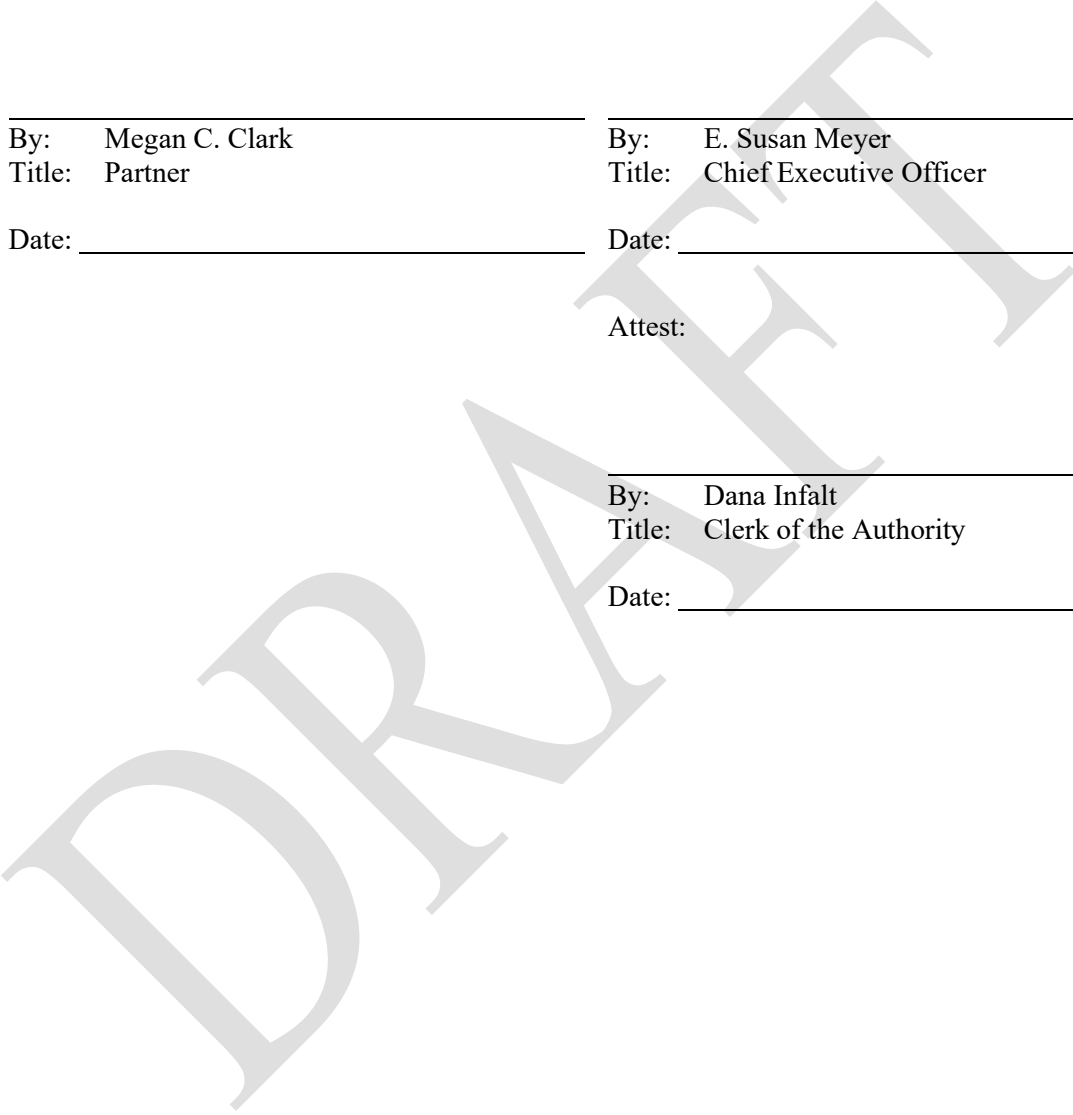 By: Megan C. Clark
Title: Partner
Date:
By: E. Susan Meyer
Title: Chief Executive Officer
Date:
Attest:
By: Dana Infalt
Title: Clerk of the Authority
Date:
DRAFT